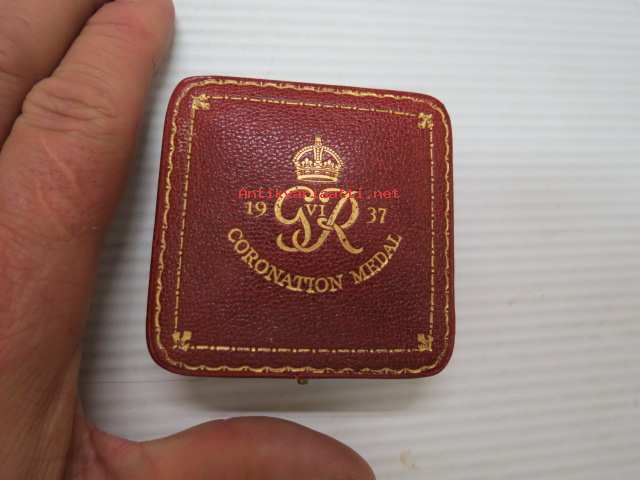 Antikvariaatti.net
19 GVIR 37
CORONATION MEDAL